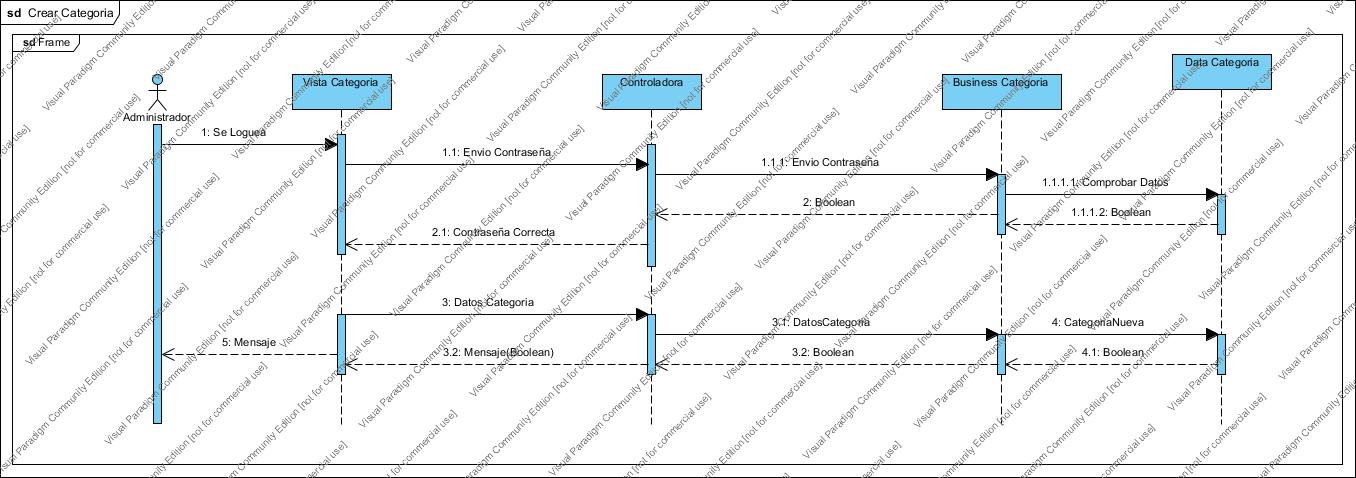 sd Crear Categoria
sd Frame
Administrador
Vista Categoria
Controladora
Business Categoria
Data Categoria
1: Se Loguea
1.1: Envio Contraseña
1.1.1: Envio Contraseña
1.1.1.1: Comprobar Datos
1.1.1.2: Boolean
2: Boolean
2.1: Contraseña Correcta
3: Datos Categoria
3.1: DatosCategoria
4: CategoriaNueva
4.1: Boolean
3.2: Boolean
3.2: Mensaje(Boolean)
5: Mensaje
Visual Paradigm Community Edition [not for commercial use]